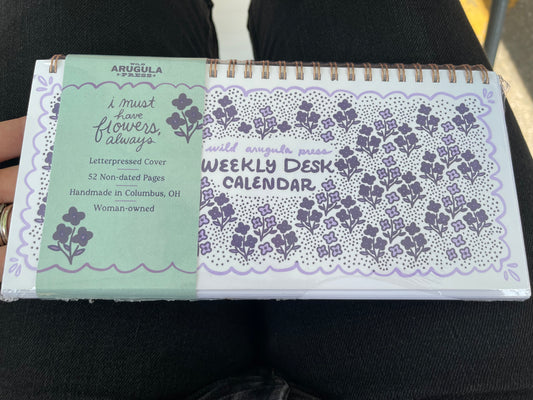 WILD
ARUGULA
PRESS
i must
have
flowers,
always
Letterpressed Cover
52 Non-dated Pages
Handmade in Columbus, OH
Woman-owned
wild arugula press
WEEKLY DESK
CALENDAR